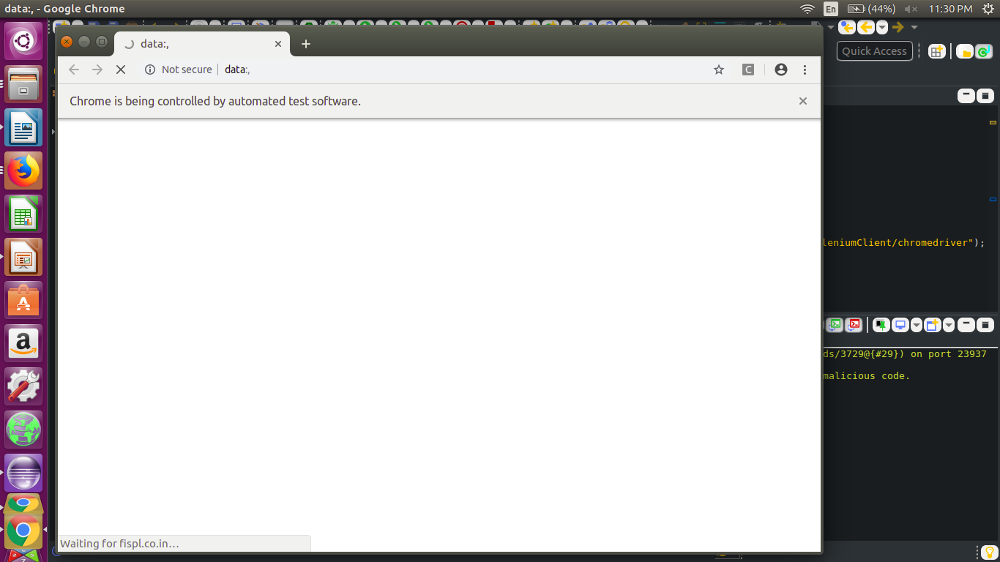 data:, - Google Chrome
En
(44%)
11:30 PM
data:,
Quick Access
Not secure
data:,
C
Chrome is being controlled by automated test software.
leniumClient/chromedriver");
ds/3729@{#29}) on port 23937
malicious code.
Waiting for fispl.co.in…